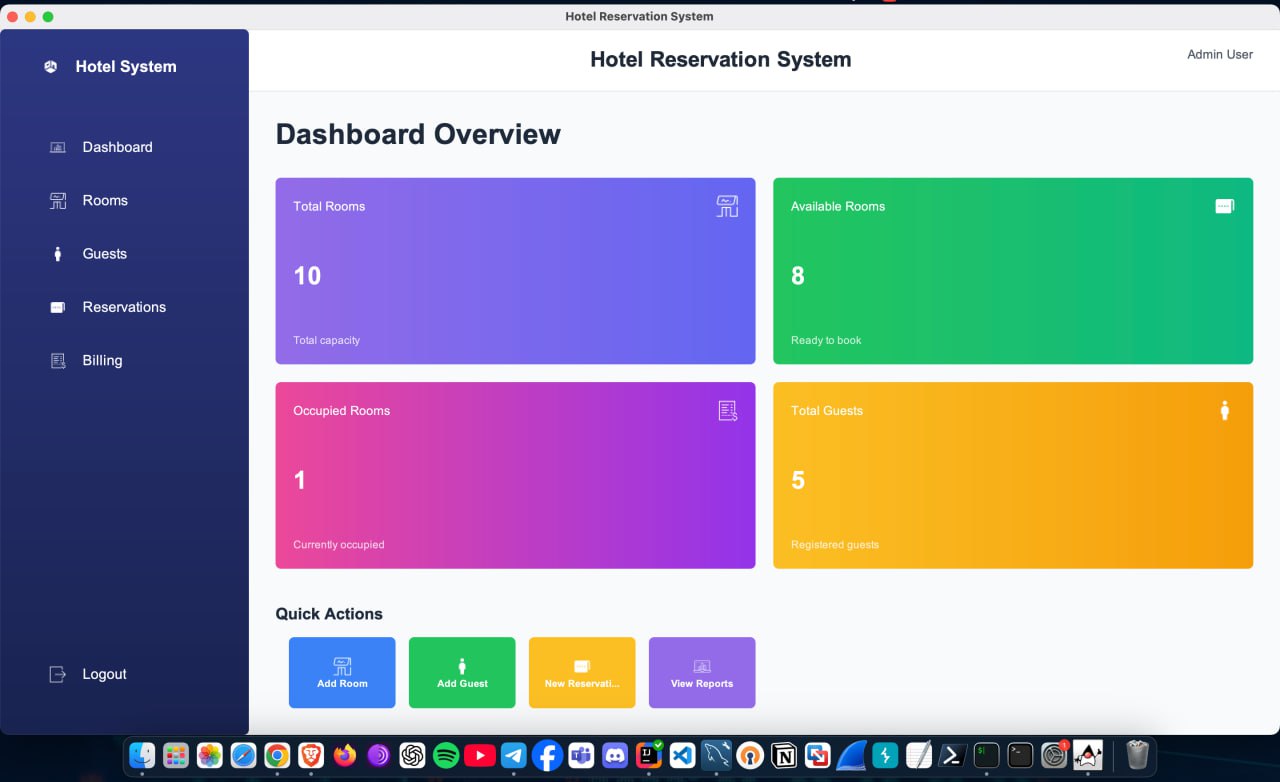 Hotel Reservation System
Hotel System
Hotel Reservation System
Admin User
Dashboard
Rooms
Guests
Reservations
Billing
Logout
Dashboard Overview
Total Rooms
10
Total capacity
Available Rooms
8
Ready to book
Occupied Rooms
1
Currently occupied
Total Guests
5
Registered guests
Quick Actions
Add Room
Add Guest
New Reservati...
View Reports